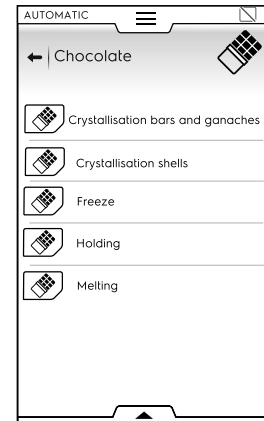 AUTOMATIC
Chocolate
Crystallisation bars and ganaches
Crystallisation shells
Freeze
Holding
Melting